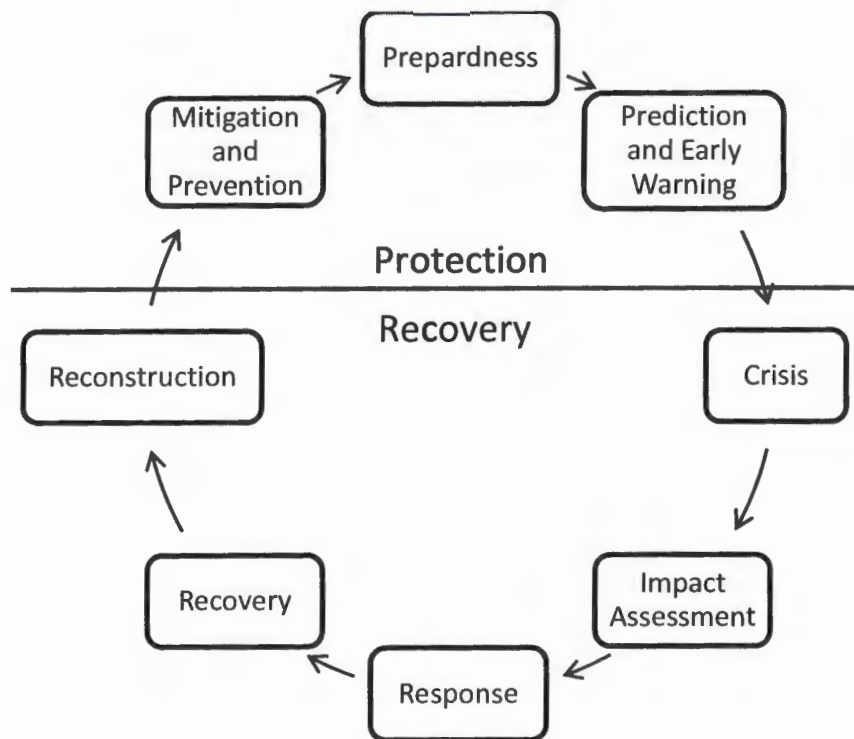 Prepardness
Mitigation
and
Prevention
Prediction
and Early
Warning
Protection
Recovery
Reconstruction
Crisis
Recovery
Impact
Assessment
Response